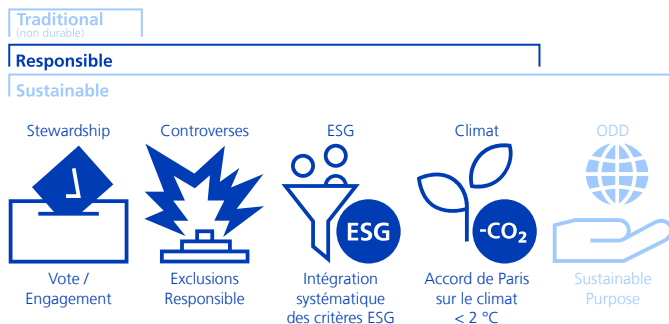 Traditional
(non durable)
Responsible
Sustainable
Stewardship
Controverses
ESG
Climat
ODD
ESG
-CO₂
Vote /
Engagement
Exclusions
Responsible
Intégration
systématique
des critères ESG
Accord de Paris
sur le climat
< 2 °C
Sustainable
Purpose